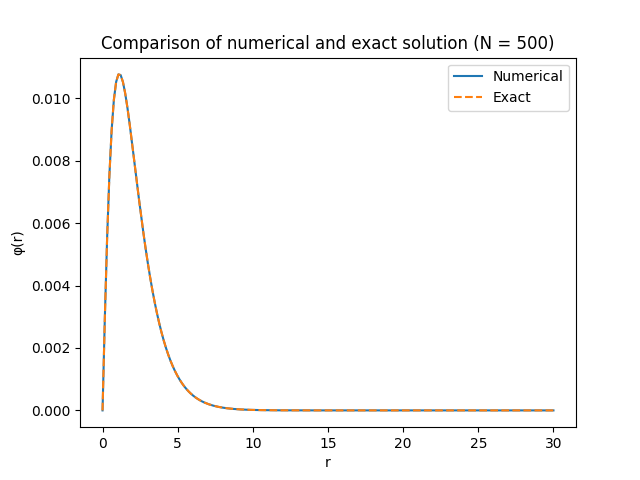 Comparison of numerical and exact solution (N = 500)
Numerical
Exact
0.010
0.008
0.006
0.004
0.002
0.000
φ(r)
0 5 10 15 20 25 30
r